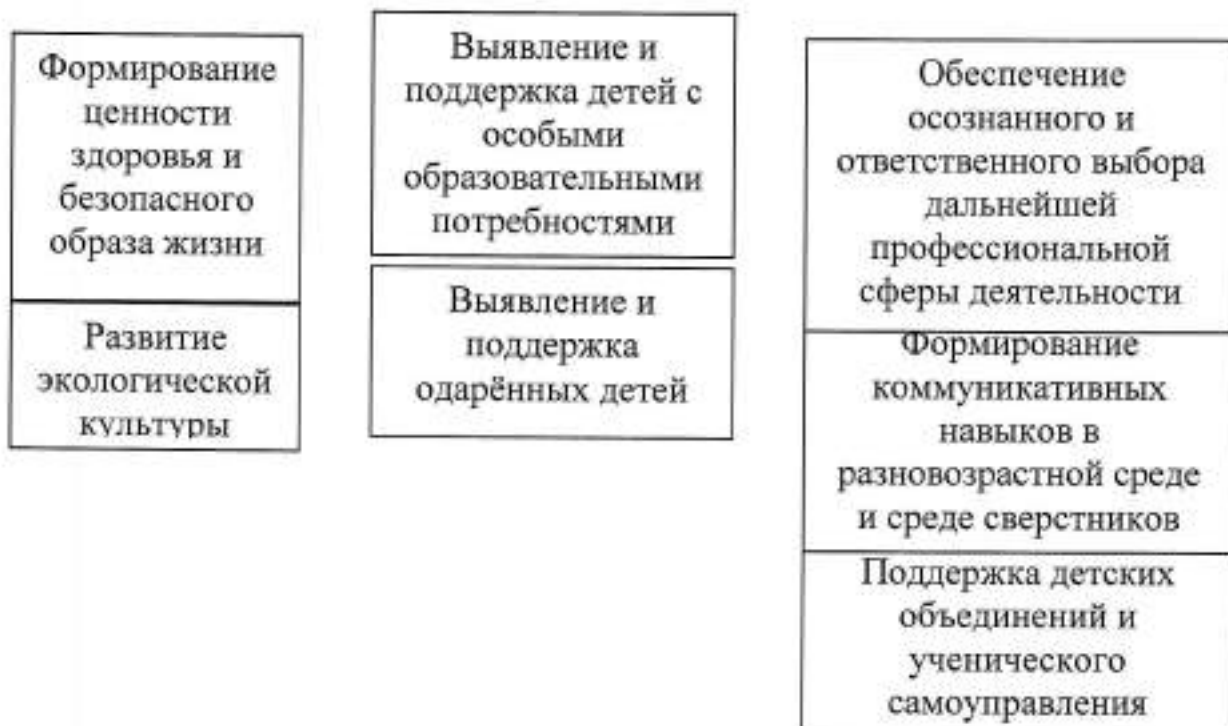 Формирование
ценности
здоровья и
безопасного
образа жизни
Развитие
экологической
культуры
Выявление и
поддержка детей с
особыми
образовательными
потребностями
Выявление и
поддержка
одарённых детей
Обеспечение
осознанного и
ответственного выбора
дальнейшей
профессиональной
сферы деятельности
Формирование
коммуникативных
навыков в
разновозрастной среде
и среде сверстников
Поддержка детских
объединений и
ученического
самоуправления